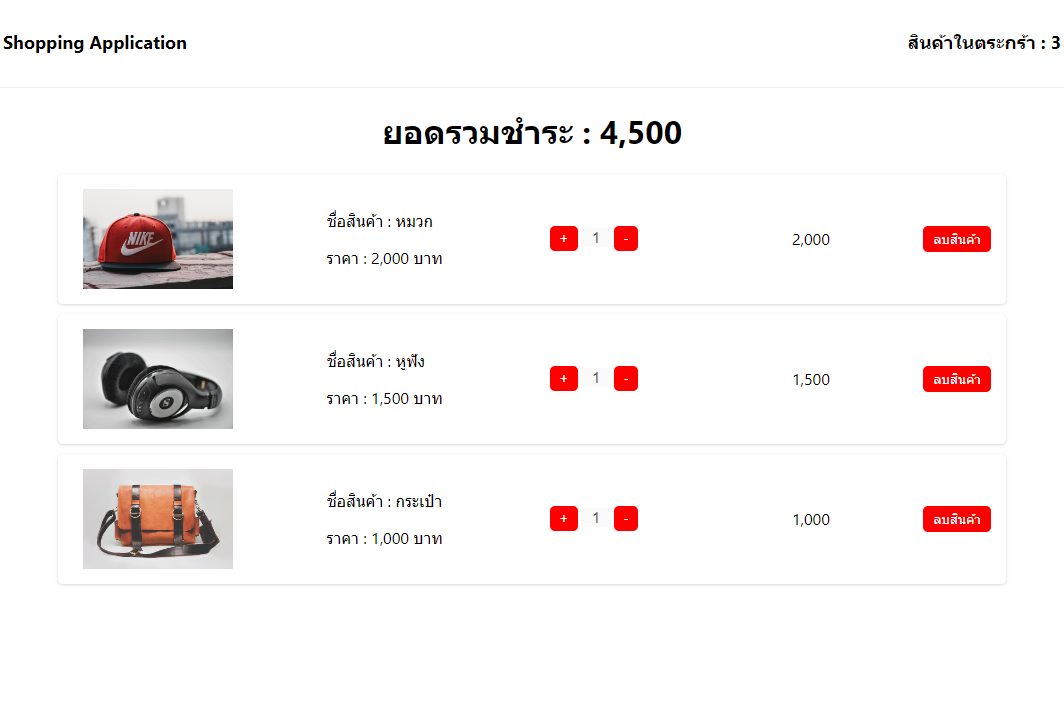 Shopping Application
สินค้าในตระกร้า : 3
ยอดรวมชำระ : 4,500
NIKE
ชื่อสินค้า : หมวก
ราคา : 2,000 บาท
+ 1 -
2,000
ลบสินค้า
ชื่อสินค้า : หูฟัง
ราคา : 1,500 บาท
+ 1 -
1,500
ลบสินค้า
ชื่อสินค้า : กระเป๋า
ราคา : 1,000 บาท
+ 1 -
1,000
ลบสินค้า